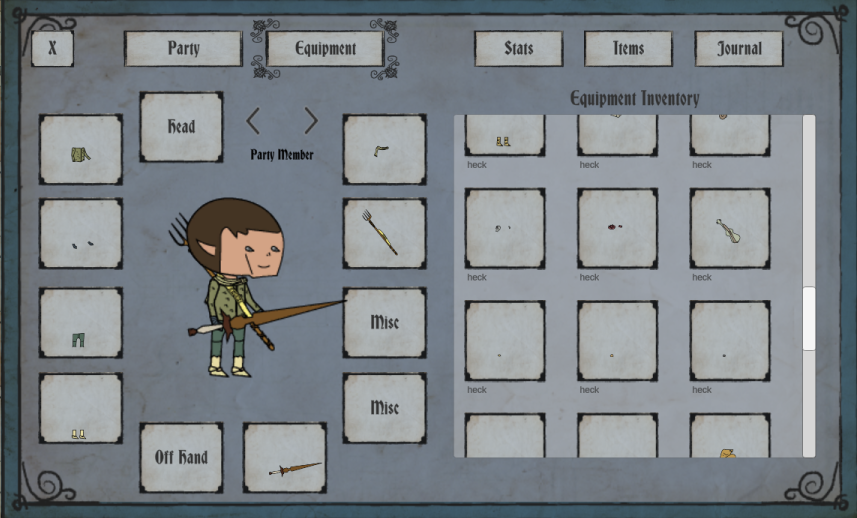 X
Party
Equipment
Stats
Items
Journal
Head
Party Member
Equipment Inventory
heck
heck
heck
heck
heck
heck
Misc
heck
heck
heck
Misc
Off Hand